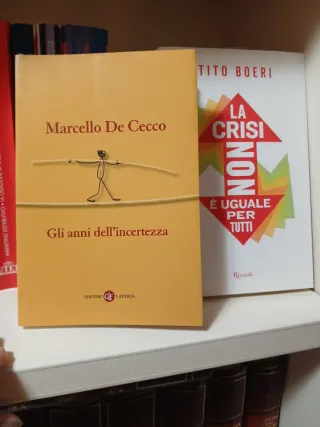 Marcello De Cecco
Gli anni dell'incertezza
EDITORI LATERZA
TITO BOERI
LA
CRISI
NON
È UGUALE
PER
TUTTI
Rizzoli